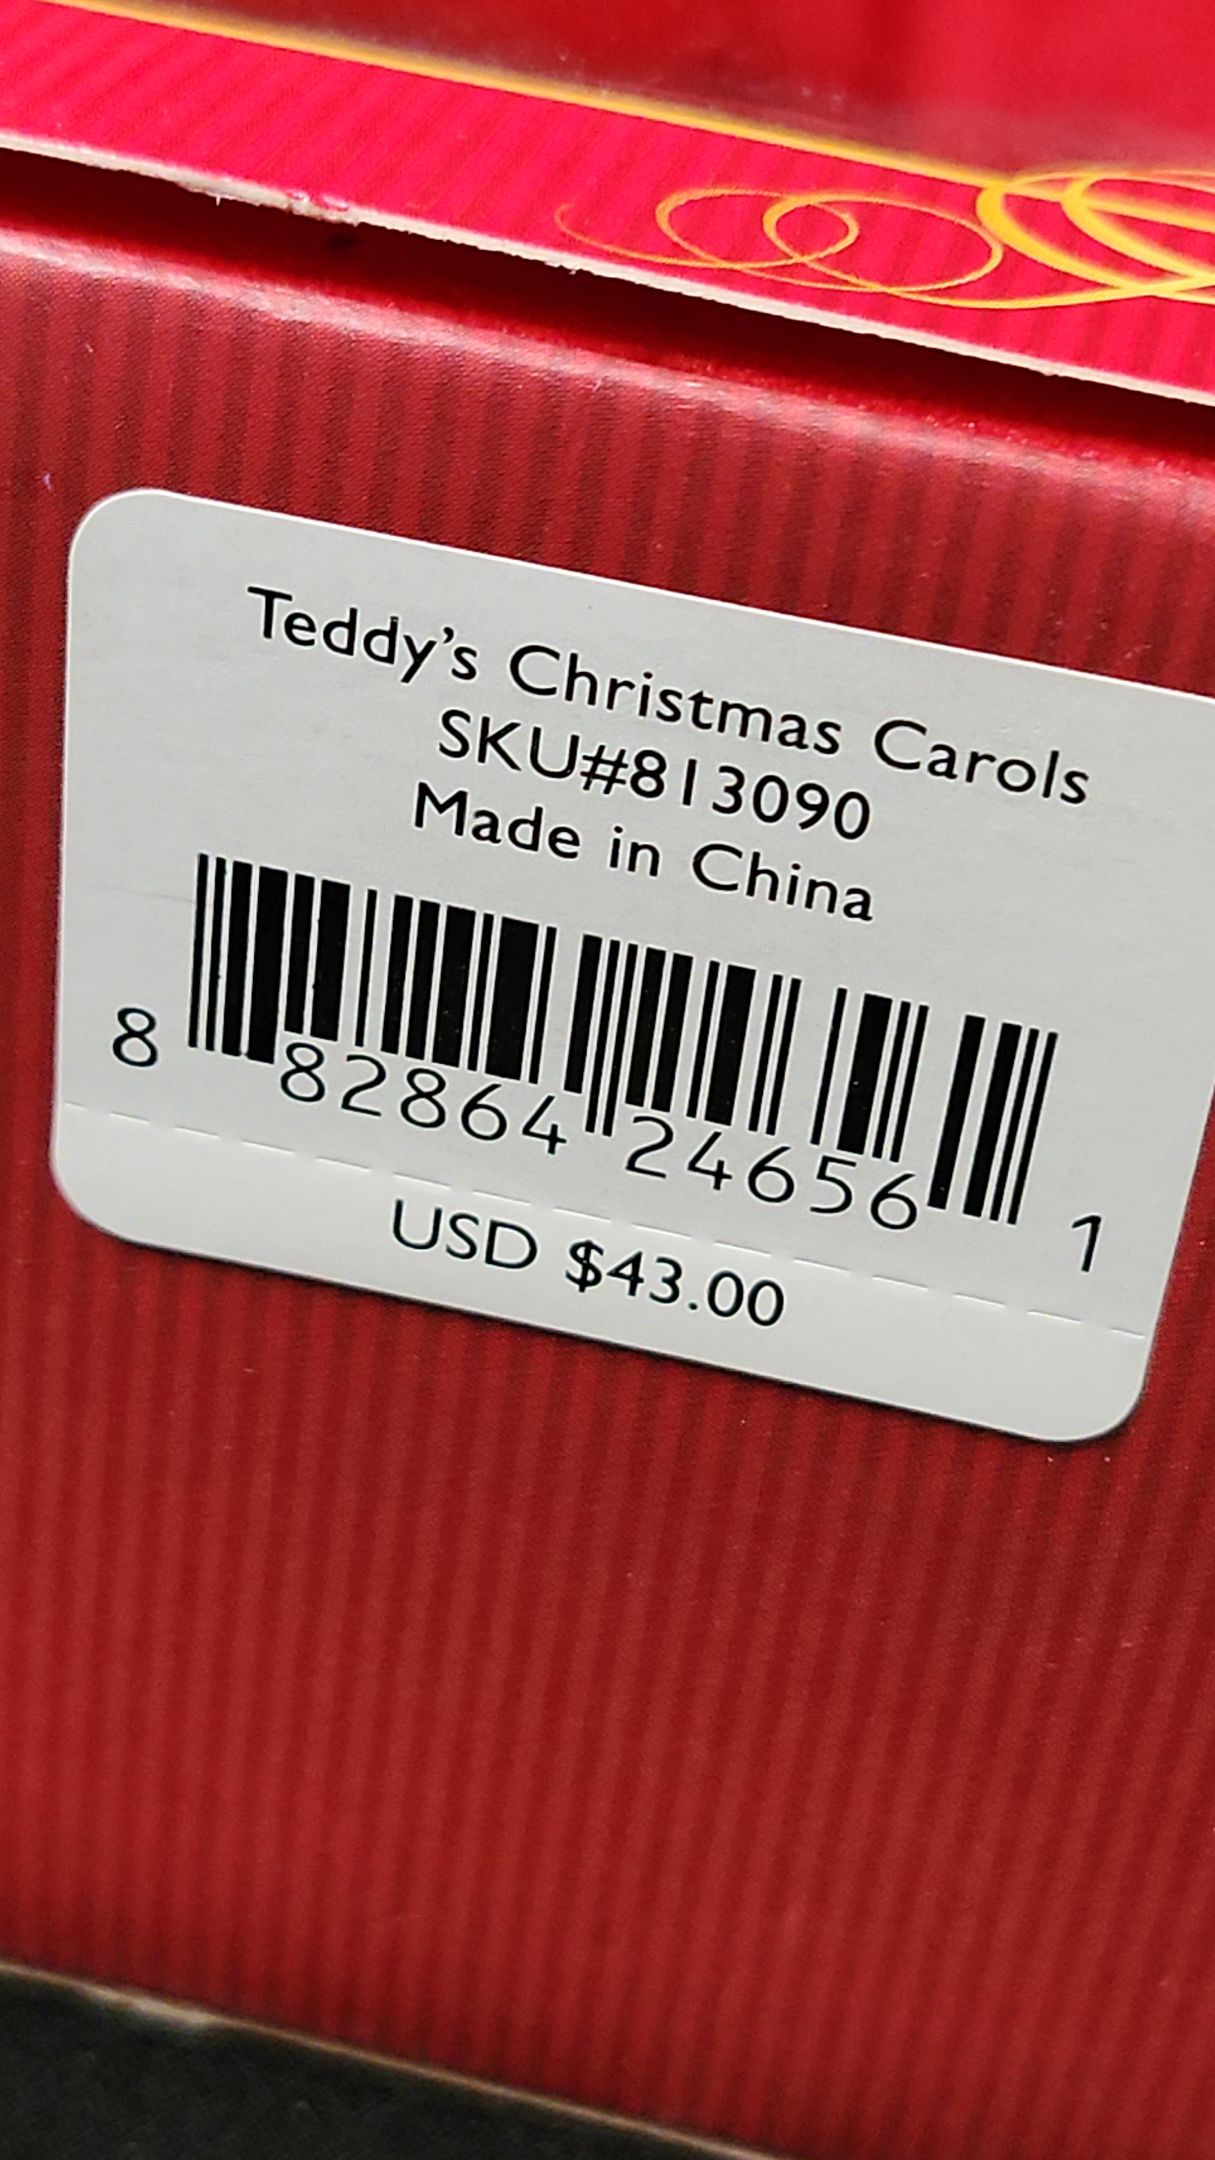 Teddy’s Christmas Carols
SKU#813090
Made in China
8 82864 24656 1
USD $43.00